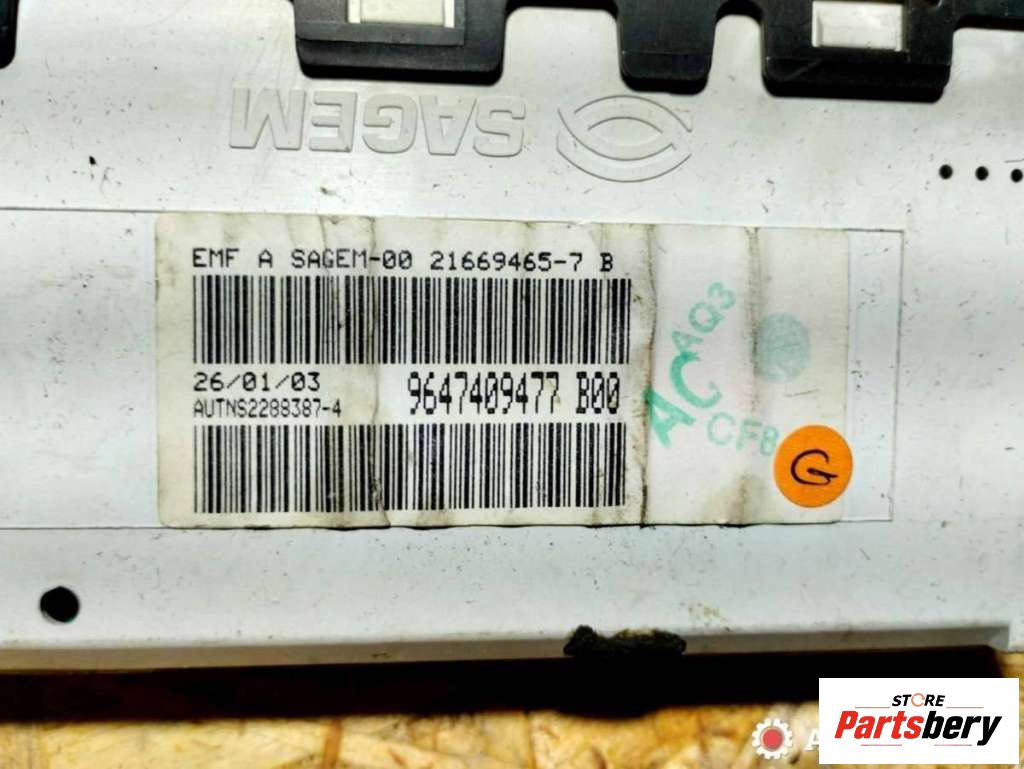 SAGEM
EMF A SAGEM-00 21669465-7 B
26/01/03
9647409477 B00
AUTNS2288387-4
AQ3
AC
CF8
G
STORE
Partsbery